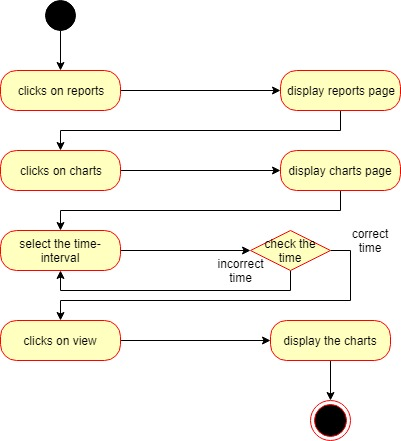 clicks on reports
display reports page
clicks on charts
display charts page
select the time-
interval
check the
time
correct
time
incorrect
time
clicks on view
display the charts